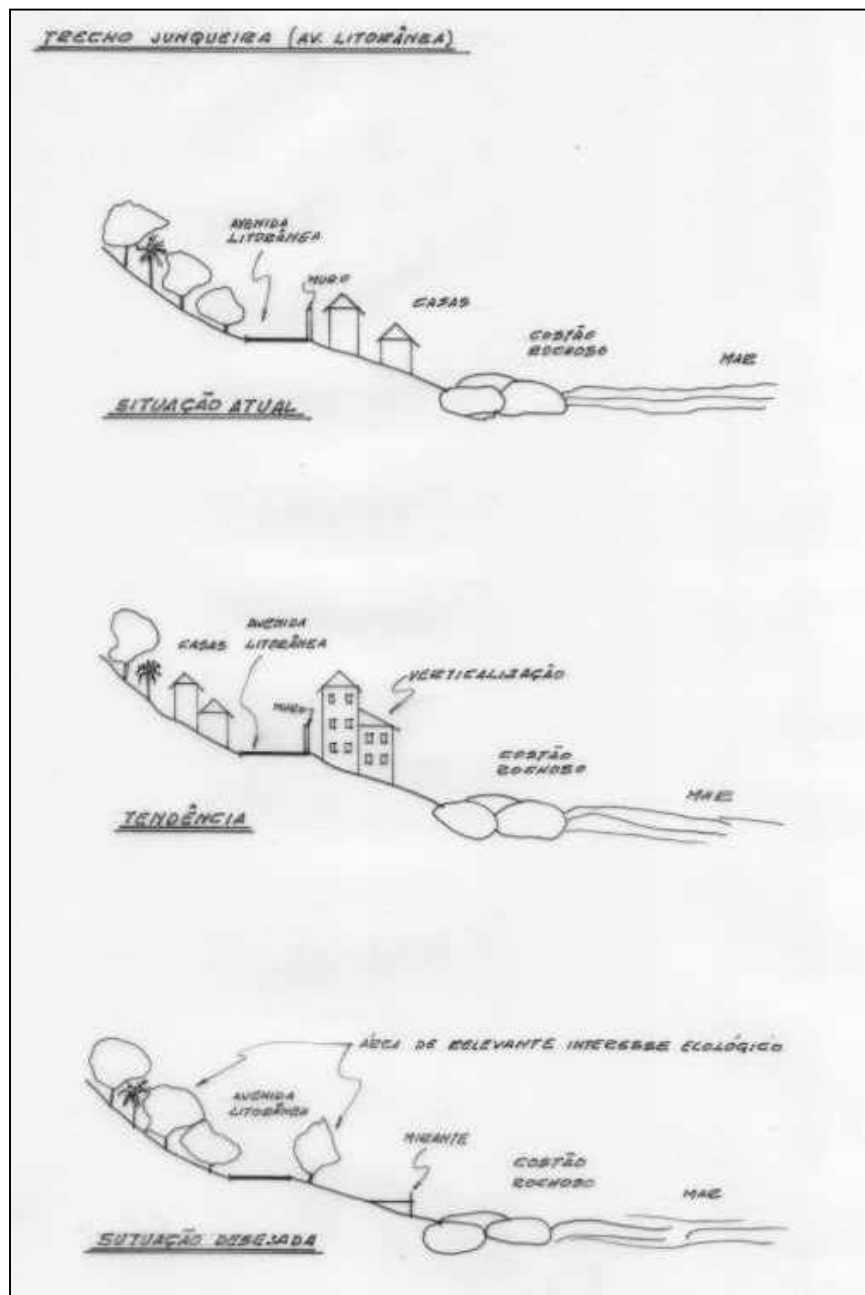 TRECHO JUNQUEIRA (AV. LITORÂNEA)
AVENIDA
LITORÂNEA
MURO
CASAS
COSTÃO
ROCHOSO
MAR
SITUAÇÃO ATUAL
CASAS
AVENIDA
LITORÂNEA
MURO
VERTICALIZAÇÃO
COSTÃO
ROCHOSO
MAR
TENDÊNCIA
ÁREA DE RELEVANTE INTERESSE ECOLÓGICO
AVENIDA
LITORÂNEA
MIRANTE
COSTÃO
ROCHOSO
MAR
SUTUAÇÃO DESEJADA